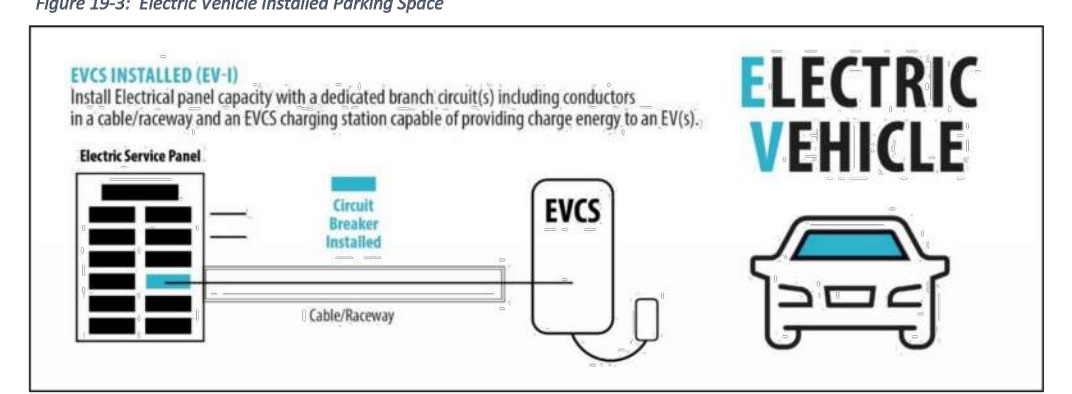 Figure 19-3: Electric Vehicle Installed Parking Space
EVCS INSTALLED (EV-I)
Install Electrical panel capacity with a dedicated branch circuit(s) including conductors
in a cable/raceway and an EVCS charging station capable of providing charge energy to an EV(s).
Electric Service Panel
Circuit
Breaker
Installed
Cable/Raceway
EVCS
ELECTRIC
VEHICLE